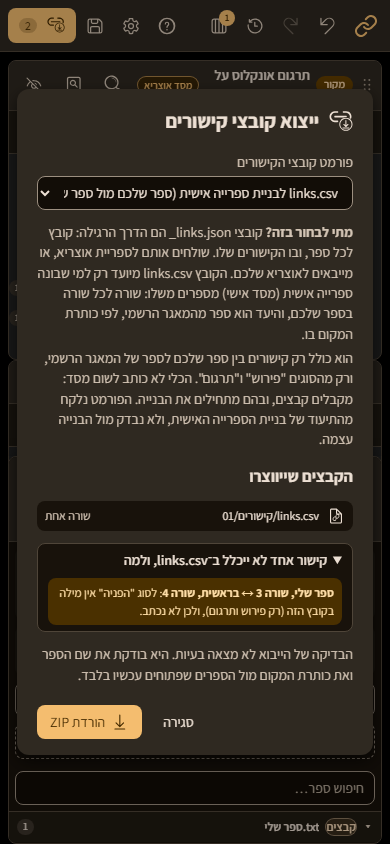 2
1
מקור
תרגום אונקלוס על
מסד אוצריא
ייצוא קובצי קישורים
פורמט קובצי הקישורים
links.csv לבניית ספרייה אישית (ספר שלכם מול ספר ע
מתי לבחור בזה? קובצי links.json_ הם הדרך הרגילה: קובץ
לכל ספר, ובו הקישורים שלו. שולחים אותם לספריית אוצריא, או
מייבאים לאוצריא שלכם. הקובץ links.csv מיועד רק למי שבונה
ספרייה אישית (מסד אישי) מספרים משלו: שורה לכל שורה
בספר שלכם, והיעד הוא ספר מהמאגר הרשמי, לפי כותרת
המקום בו.
הוא כולל רק קישורים בין ספר שלכם לספר של המאגר הרשמי,
ורק מהסוגים "פירוש" ו"תרגום". הכלי לא כותב לשום מסד:
מקבלים קבצים, ובהם מתחילים את הבנייה. הפורמט נלקח
מהתיעוד של בניית הספרייה האישית, ולא נבדק מול הבנייה
עצמה.
הקבצים שייווצרו
01/קישורים/links.csv
שורה אחת
▼ קישור אחד לא ייכלל ב־links.csv, ולמה
ספר שלי, שורה 3 ↔ בראשית, שורה 4: לסוג "הפניה" אין מילה
בקובץ הזה (רק פירוש ותרגום), ולכן לא נכתב.
הבדיקה של הייבוא לא מצאה בעיות. היא בודקת את שם הספר
ואת כותרת המקום מול הספרים שפתוחים עכשיו בלבד.
סגירה
הורדת ZIP
חיפוש ספר…
קבצים
ספר שלי.txt
1